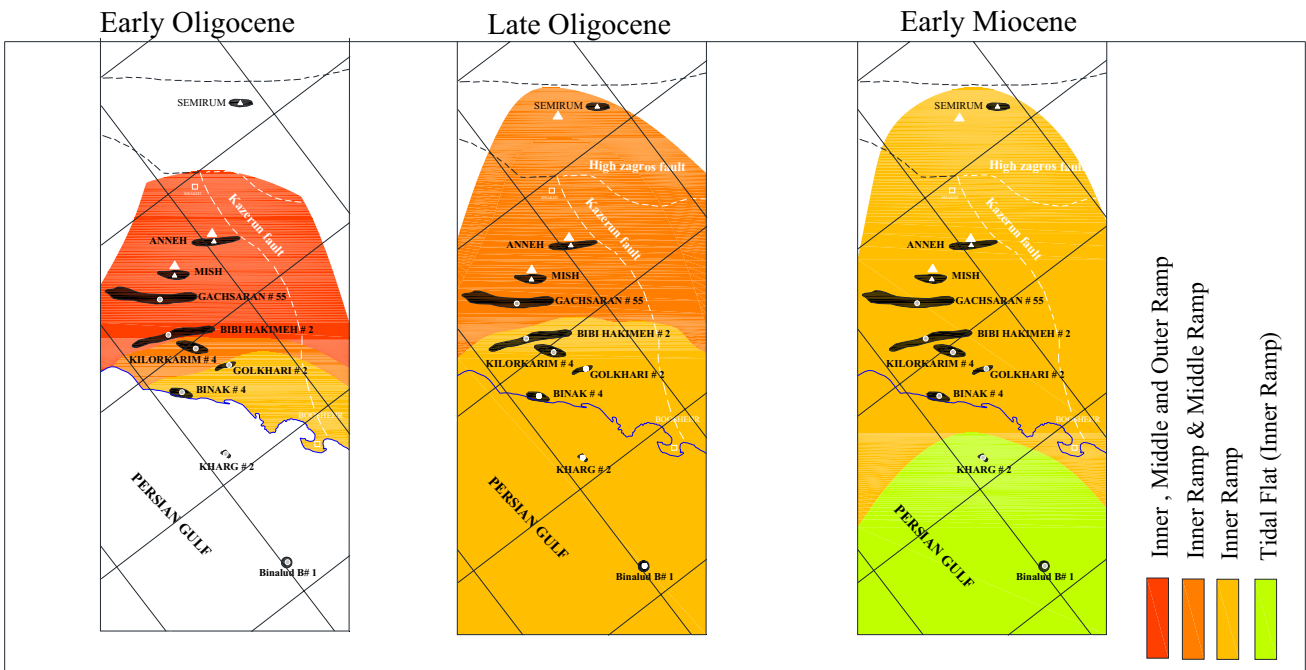 Early Oligocene
Late Oligocene
Early Miocene
SEMIRUM
Kazerun fault
ANNEH
MISH
GACHSARAN # 55
BIBI HAKIMEH # 2
KILORKARIM # 4
GOLKHARI # 2
BINAK # 4
BOOSHEHR
KHARG # 2
PERSIAN GULF
Binalud B# 1
SEMIRUM
High zagros fault
Kazerun fault
ANNEH
MISH
GACHSARAN # 55
BIBI HAKIMEH # 2
KILORKARIM # 4
GOLKHARI # 2
BINAK # 4
KHARG # 2
PERSIAN GULF
Binalud B# 1
SEMIRUM
High zagros fault
Kazerun fault
ANNEH
MISH
GACHSARAN # 55
BIBI HAKIMEH # 2
KILORKARIM # 4
GOLKHARI # 2
BINAK # 4
BOOSHEHR
KHARG # 2
PERSIAN GULF
Binalud B# 1
Inner , Middle and Outer Ramp
Inner Ramp & Middle Ramp
Inner Ramp
Tidal Flat (Inner Ramp)